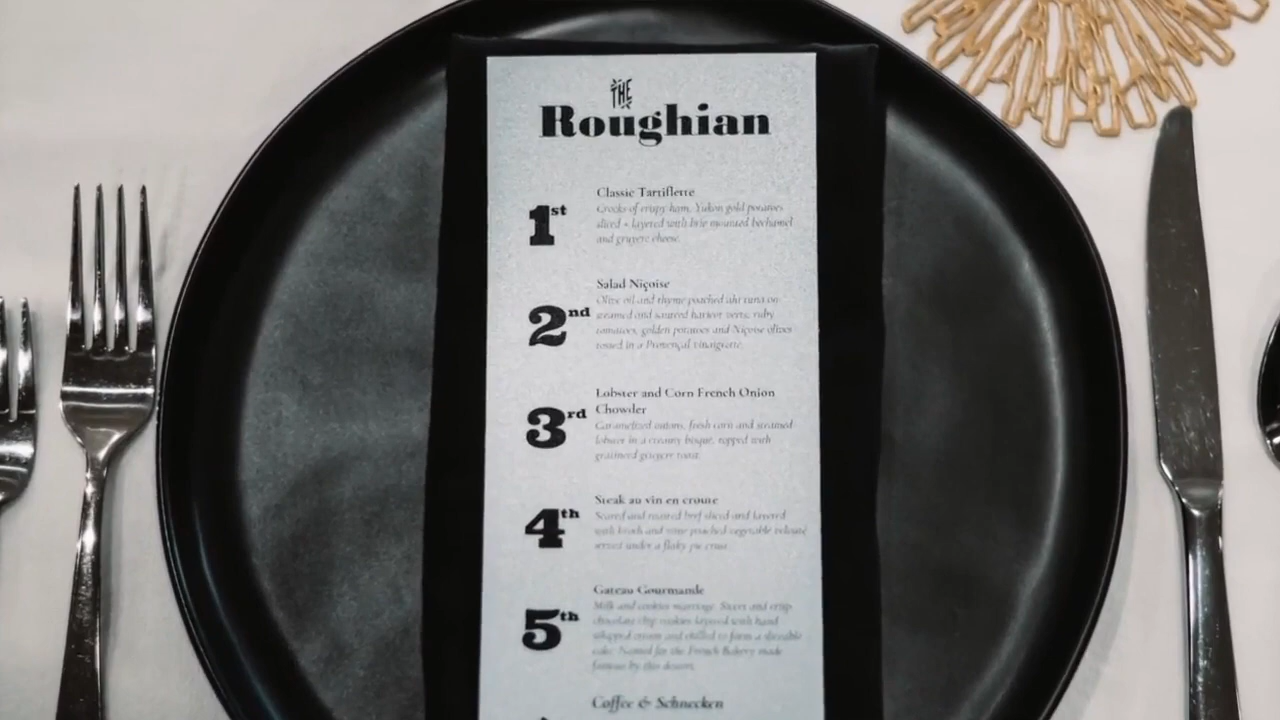 THE
Roughian
1st
Classic Tartiflette
Crocks of crispy ham, Yukon gold potatoes
sliced + layered with brie mounted béchamel
and gruyere cheese.
2nd
Salad Niçoise
Olive oil and thyme poached ahi tuna on
steamed and sauteed haricot verts, ruby
tomatoes, golden potatoes and Niçoise olives
tossed in a Provençal vinaigrette.
3rd
Lobster and Corn French Onion
Chowder
Caramelized onions, fresh corn and steamed
lobster in a creamy bisque, topped with
gratineed gruyere toast.
4th
Steak au vin en croute
Seared and roasted beef sliced and layered
with broth and wine poached vegetable
served under a flaky pie crust.
5th
Gateau Gourmande
Milk and cookies marriage. Sweet and crisp
chocolate chip cookies layered with hand
whipped cream and chilled to form a sliceable
cake. Named for the French Bakery made
famous by this dessert.
Coffee & Schnecken